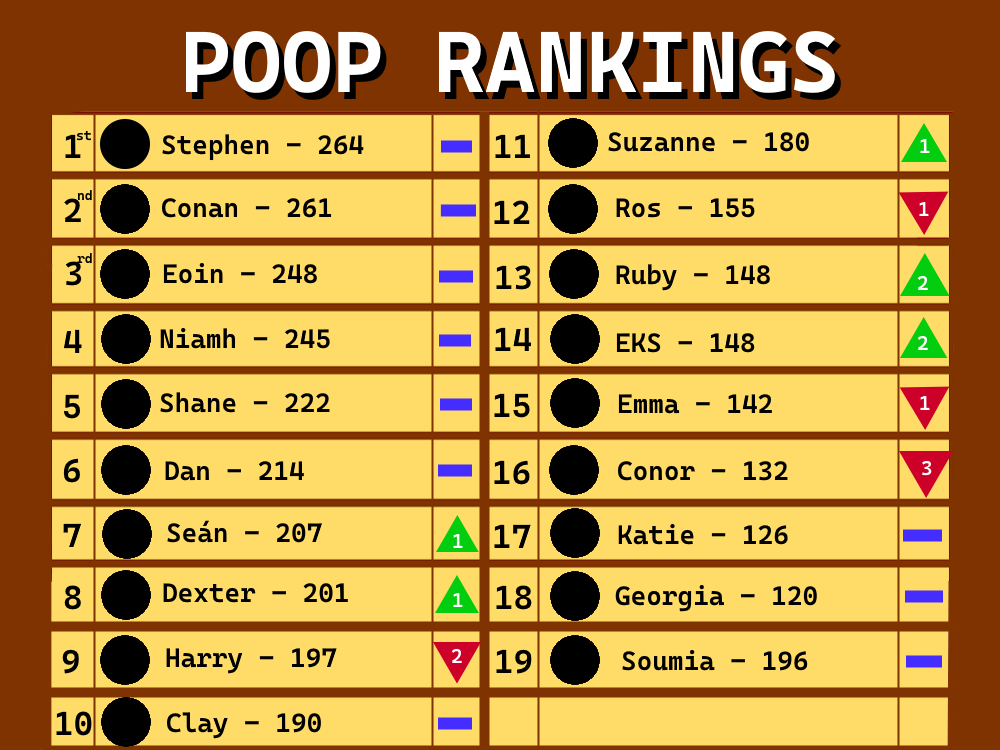 POOP RANKINGS
1st Stephen – 264
2nd Conan – 261
3rd Eoin – 248
4 Niamh – 245
5 Shane – 222
6 Dan – 214
7 Seán – 207 1
8 Dexter – 201 1
9 Harry – 197 2
10 Clay – 190
11 Suzanne – 180 1
12 Ros – 155 1
13 Ruby – 148 2
14 EKS – 148 2
15 Emma – 142 1
16 Conor – 132 3
17 Katie – 126
18 Georgia – 120
19 Soumia – 196